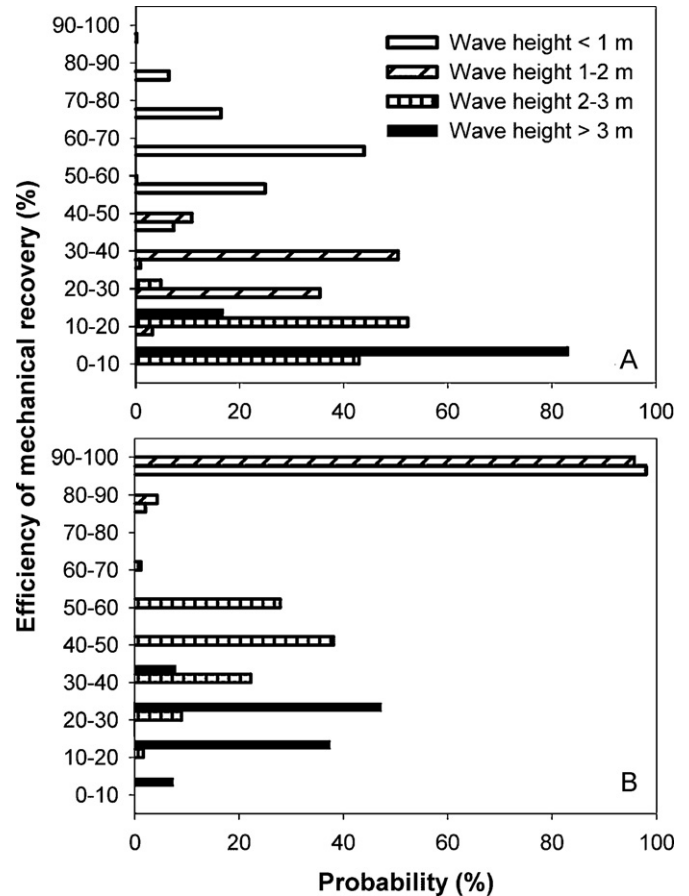 Efficiency of mechanical recovery (%)
90-100
80-90
70-80
60-70
50-60
40-50
30-40
20-30
10-20
0-10
Wave height < 1 m
Wave height 1-2 m
Wave height 2-3 m
Wave height > 3 m
A
0 20 40 60 80 100
90-100
80-90
70-80
60-70
50-60
40-50
30-40
20-30
10-20
0-10
B
0 20 40 60 80 100
Probability (%)